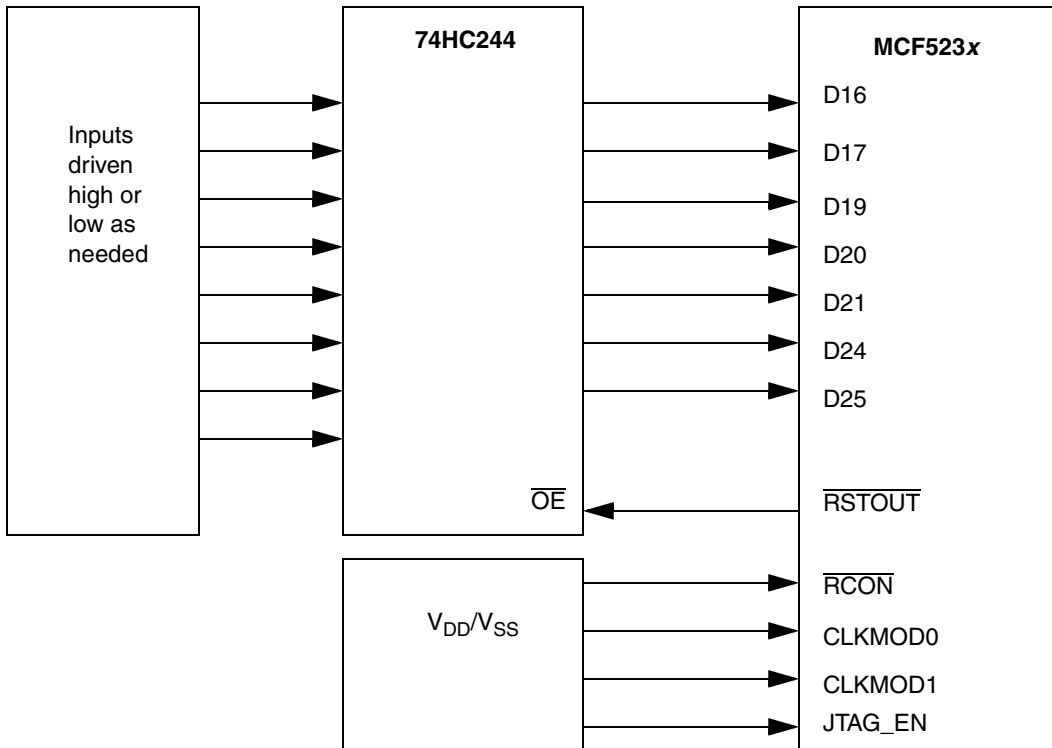 74HC244
MCF523x
Inputs
driven
high or
low as
needed
D16
D17
D19
D20
D21
D24
D25
OE
RSTOUT
VDD/VSS
RCON
CLKMOD0
CLKMOD1
JTAG_EN